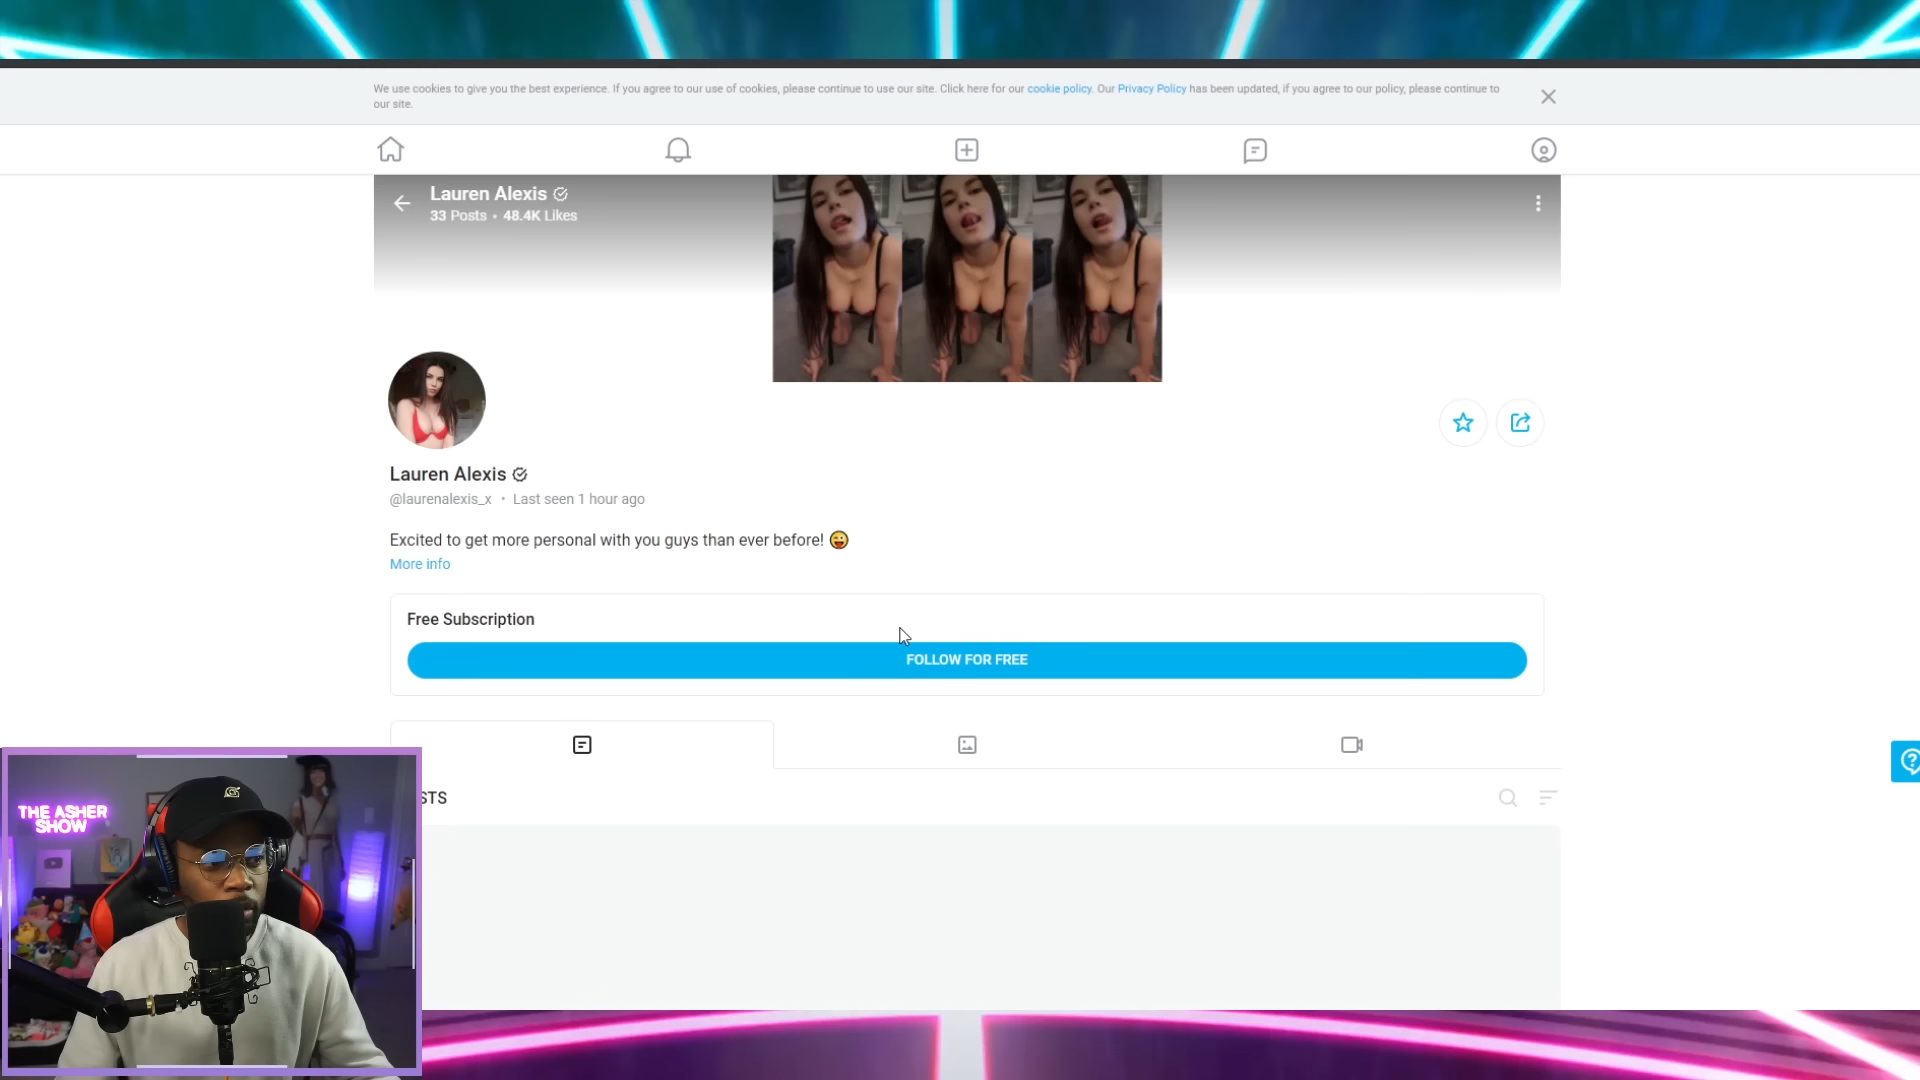 We use cookies to give you the best experience. If you agree to our use of cookies, please continue to use our site. Click here for our cookie policy. Our Privacy Policy has been updated, if you agree to our policy, please continue to
our site.
Lauren Alexis
33 Posts • 48.4K Likes
Lauren Alexis
@laurenalexis_x • Last seen 1 hour ago
Excited to get more personal with you guys than ever before! 😜
More info
Free Subscription
FOLLOW FOR FREE
STS
THE ASHER
SHOW